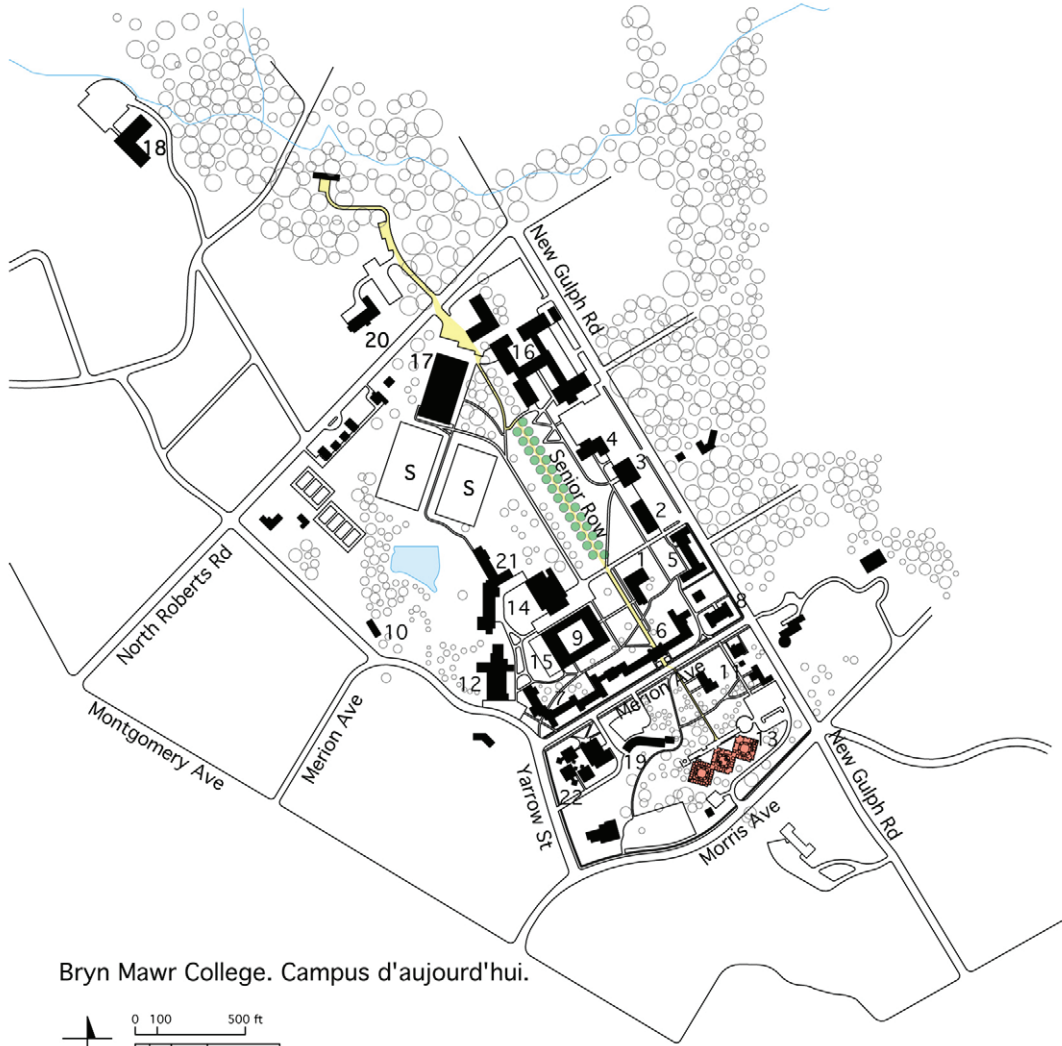 18
New Gulph Rd
20
17
16
4
S
S
3
Senior Row
2
21
1
5
14
8
North Roberts Rd
10
9
6
15
12
Merion Ave
11
Montgomery Ave
Merion Ave
13
19
New Gulph Rd
Yarrow St
22
Morris Ave
Bryn Mawr College. Campus d'aujourd'hui.
0 100 500 ft